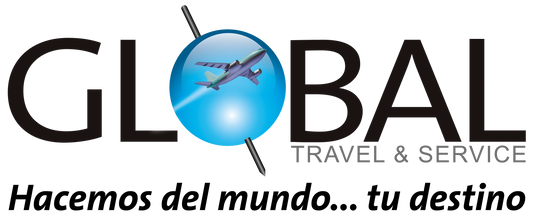 GLOBAL
TRAVEL & SERVICE
Hacemos del mundo... tu destino